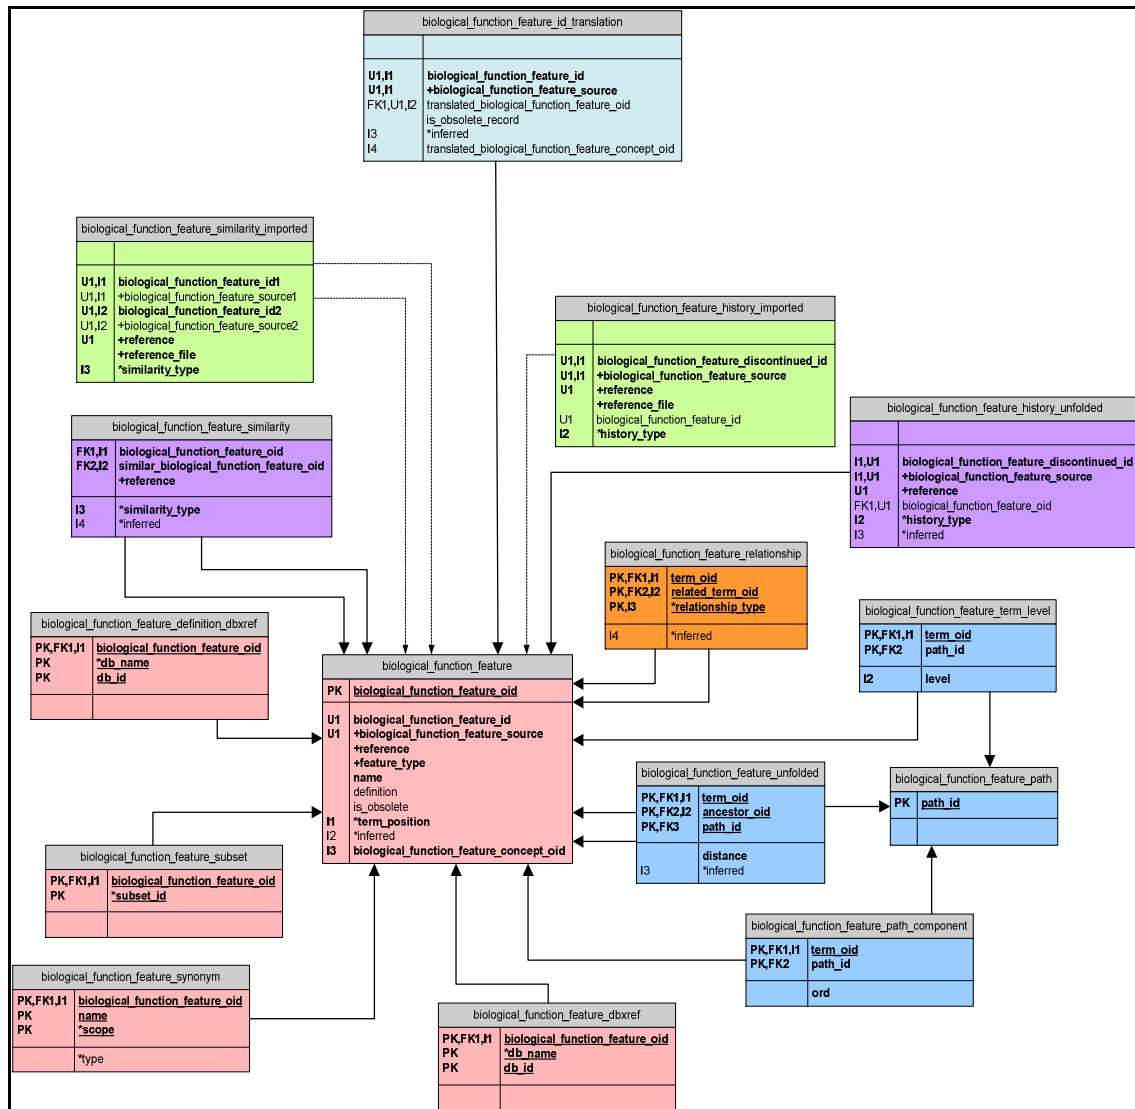 biological_function_feature_id_translation
U1,I1 biological_function_feature_id
U1,I1 +biological_function_feature_source
FK1,U1,I2 translated_biological_function_feature_oid
is_obsolete_record
I3 *inferred
I4 translated_biological_function_feature_concept_oid
biological_function_feature_similarity_imported
U1,I1 biological_function_feature_id1
U1,I1 +biological_function_feature_source1
U1,I2 biological_function_feature_id2
U1,I2 +biological_function_feature_source2
U1 +reference
+reference_file
I3 *similarity_type
biological_function_feature_history_imported
U1,I1 biological_function_feature_discontinued_id
U1,I1 +biological_function_feature_source
U1 +reference
+reference_file
U1 biological_function_feature_id
I2 *history_type
biological_function_feature_history_unfolded
I1,U1 biological_function_feature_discontinued_id
I1,U1 +biological_function_feature_source
U1 +reference
FK1,U1 biological_function_feature_oid
I2 *history_type
I3 *inferred
biological_function_feature_similarity
FK1,I1 biological_function_feature_oid
FK2,I2 similar_biological_function_feature_oid
+reference
I3 *similarity_type
I4 *inferred
biological_function_feature_relationship
PK,FK1,I1 term_oid
PK,FK2,I2 related_term_oid
PK,I3 *relationship_type
I4 *inferred
biological_function_feature_term_level
PK,FK1,I1 term_oid
PK,FK2 path_id
I2 level
biological_function_feature_definition_dbxref
PK,FK1,I1 biological_function_feature_oid
PK *db_name
PK db_id
biological_function_feature
PK biological_function_feature_oid
U1 biological_function_feature_id
U1 +biological_function_feature_source
+reference
+feature_type
name
definition
is_obsolete
I1 *term_position
I2 *inferred
I3 biological_function_feature_concept_oid
biological_function_feature_unfolded
PK,FK1,I1 term_oid
PK,FK2,I2 ancestor_oid
PK,FK3 path_id
distance
I3 *inferred
biological_function_feature_path
PK path_id
biological_function_feature_subset
PK,FK1,I1 biological_function_feature_oid
PK *subset_id
biological_function_feature_path_component
PK,FK1,I1 term_oid
PK,FK2 path_id
ord
biological_function_feature_synonym
PK,FK1,I1 biological_function_feature_oid
PK name
PK *scope
*type
biological_function_feature_dbxref
PK,FK1,I1 biological_function_feature_oid
PK *db_name
PK db_id